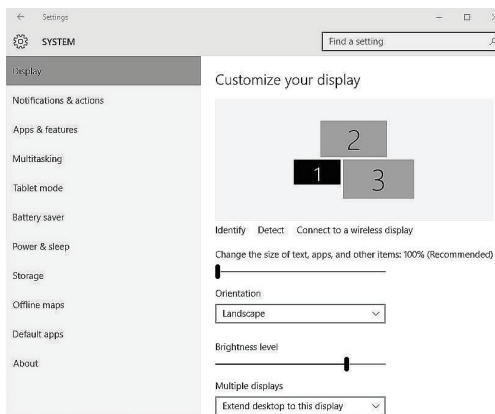 Settings
SYSTEM
Find a setting
Display
Notifications & actions
Apps & features
Multitasking
Tablet mode
Battery saver
Power & sleep
Storage
Offline maps
Default apps
About
Customize your display
2
1
3
Identify Detect Connect to a wireless display
Change the size of text, apps, and other items: 100% (Recommended)
Orientation
Landscape
Brightness level
Multiple displays
Extend desktop to this display